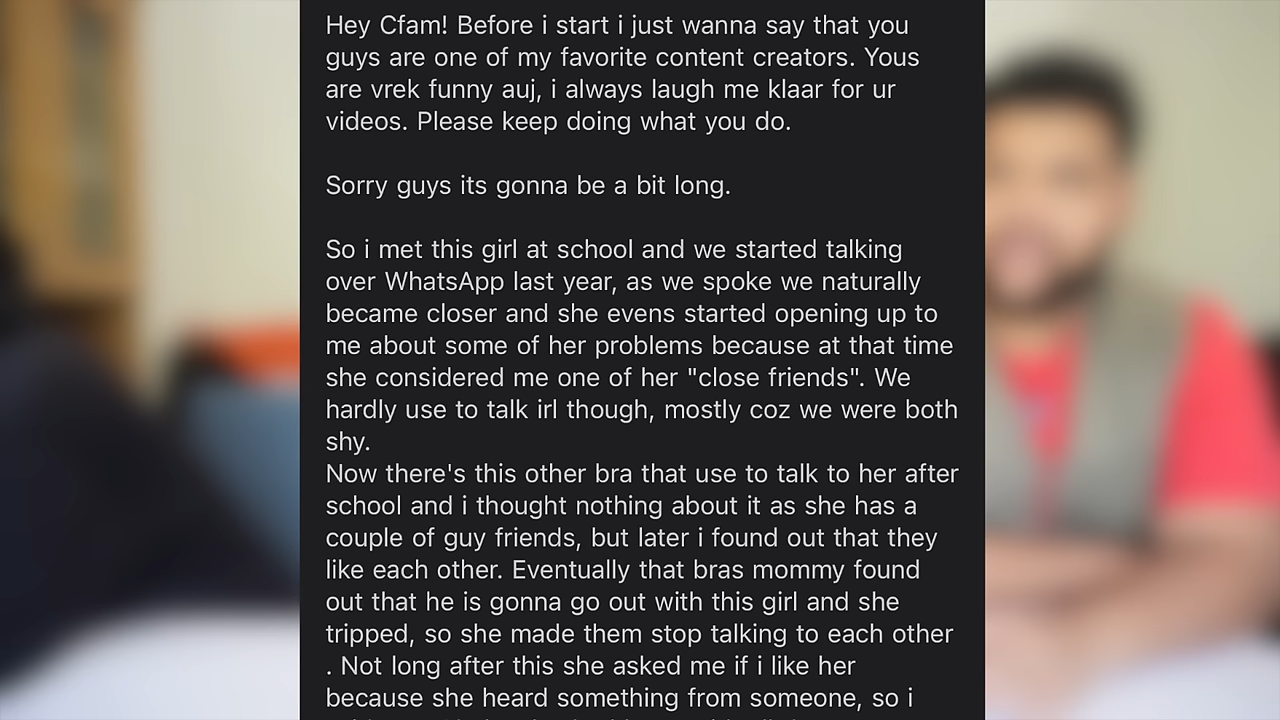 Hey Cfam! Before i start i just wanna say that you
guys are one of my favorite content creators. Yous
are vrek funny auj, i always laugh me klaar for ur
videos. Please keep doing what you do.
Sorry guys its gonna be a bit long.
So i met this girl at school and we started talking
over WhatsApp last year, as we spoke we naturally
became closer and she evens started opening up to
me about some of her problems because at that time
she considered me one of her "close friends". We
hardly use to talk irl though, mostly coz we were both
shy.
Now there's this other bra that use to talk to her after
school and i thought nothing about it as she has a
couple of guy friends, but later i found out that they
like each other. Eventually that bras mommy found
out that he is gonna go out with this girl and she
tripped, so she made them stop talking to each other
. Not long after this she asked me if i like her
because she heard something from someone, so i